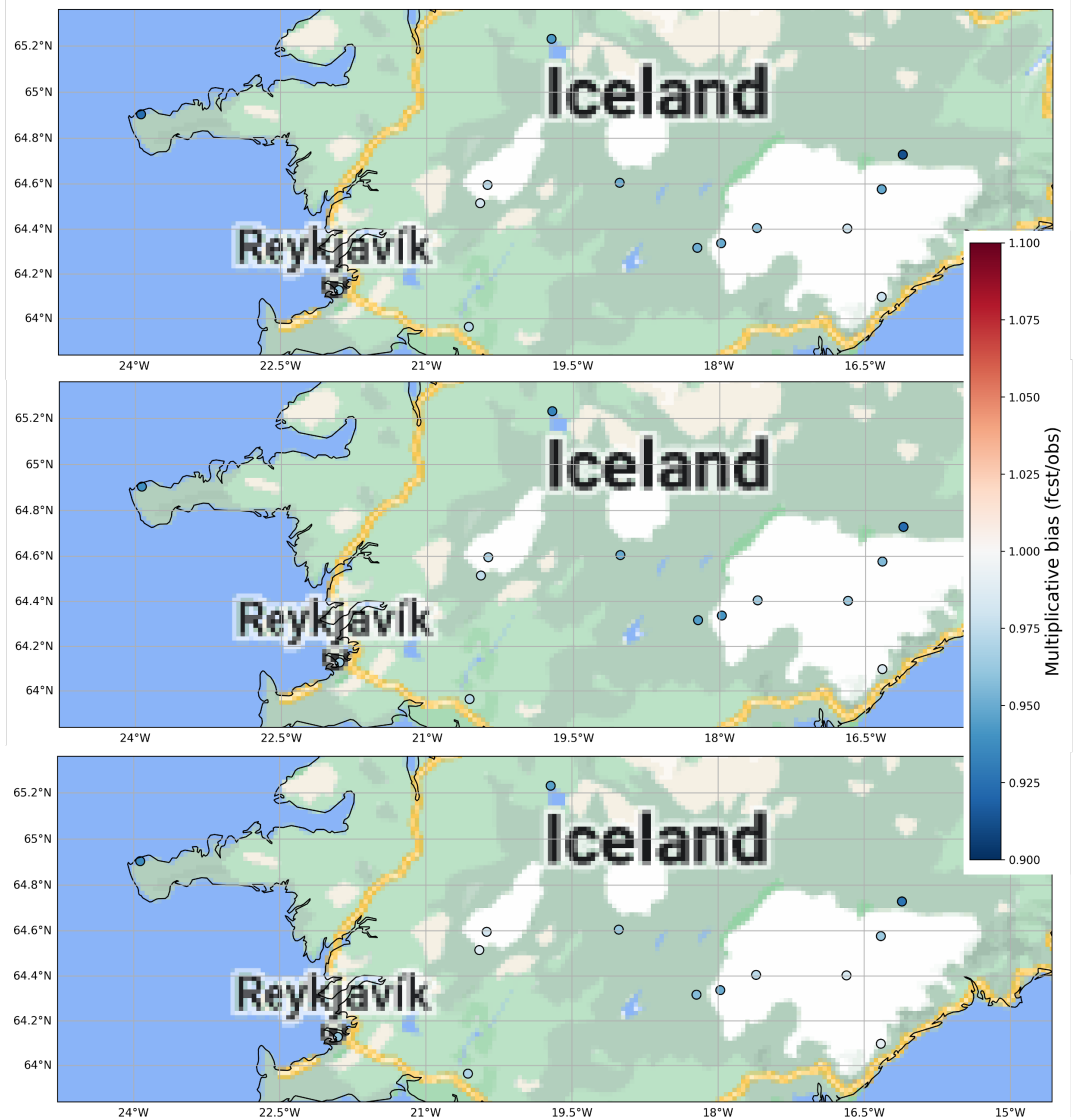 65.2°N
65°N
64.8°N
64.6°N
64.4°N
64.2°N
64°N
Iceland
Reykjavík
24°W
22.5°W
21°W
19.5°W
18°W
16.5°W
65.2°N
65°N
64.8°N
64.6°N
64.4°N
64.2°N
64°N
Iceland
Reykjavík
24°W
22.5°W
21°W
19.5°W
18°W
16.5°W
65.2°N
65°N
64.8°N
64.6°N
64.4°N
64.2°N
64°N
Iceland
Reykjavík
24°W
22.5°W
21°W
19.5°W
18°W
16.5°W
15°W
1.100
1.075
1.050
1.025
1.000
0.975
0.950
0.925
0.900
Multiplicative bias (fcst/obs)